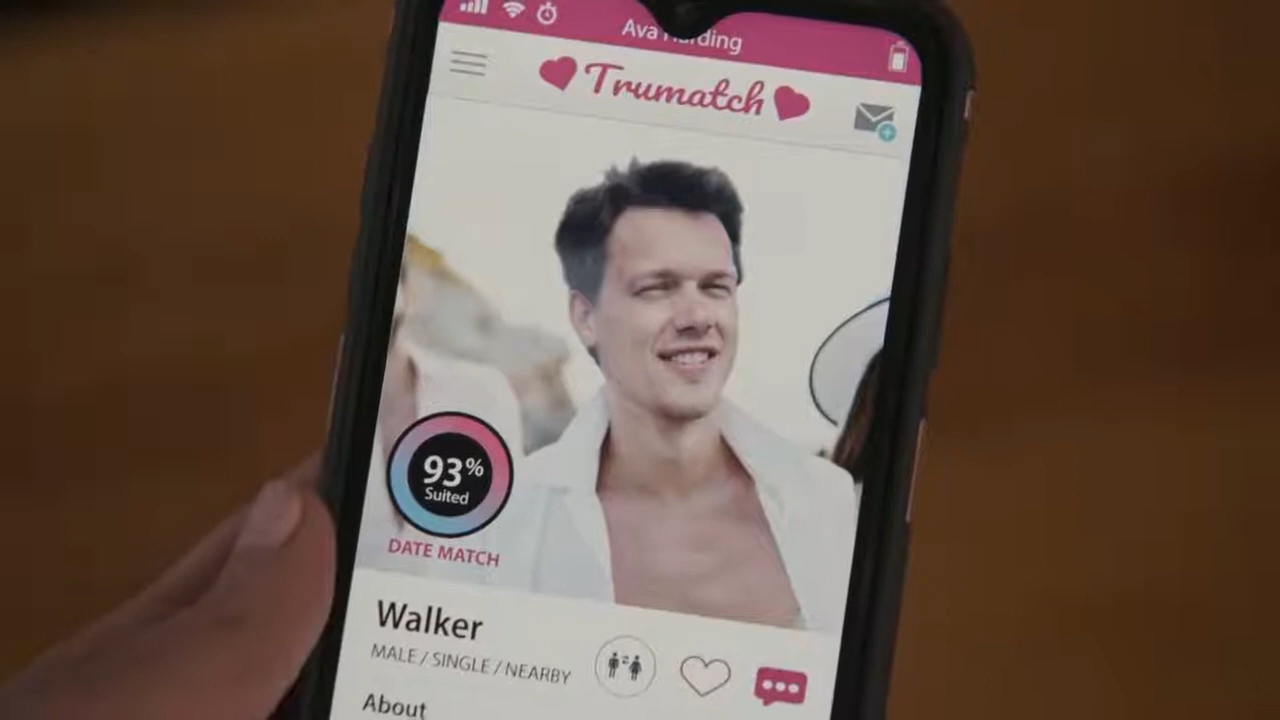 Ava Harding
Trumatch
93%
Suited
DATE MATCH
Walker
MALE / SINGLE / NEARBY
About